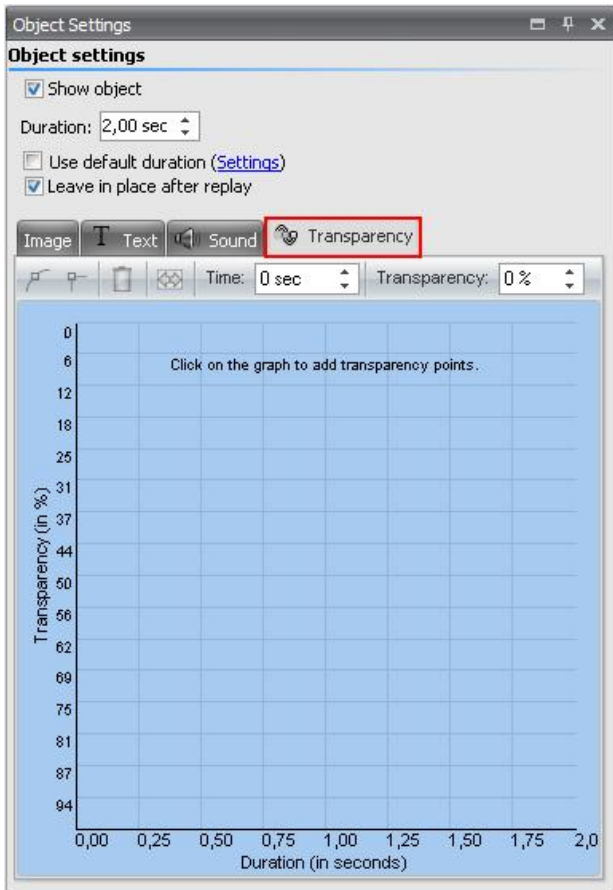 Object Settings
Object settings
Show object
Duration: 2,00 sec
Use default duration (Settings)
Leave in place after replay
Image T Text Sound Transparency
Time: 0 sec Transparency: 0 %
Click on the graph to add transparency points.
Transparency (in %)
0
6
12
18
25
31
37
44
50
56
62
69
75
81
87
94
0,00 0,25 0,50 0,75 1,00 1,25 1,50 1,75 2,0
Duration (in seconds)